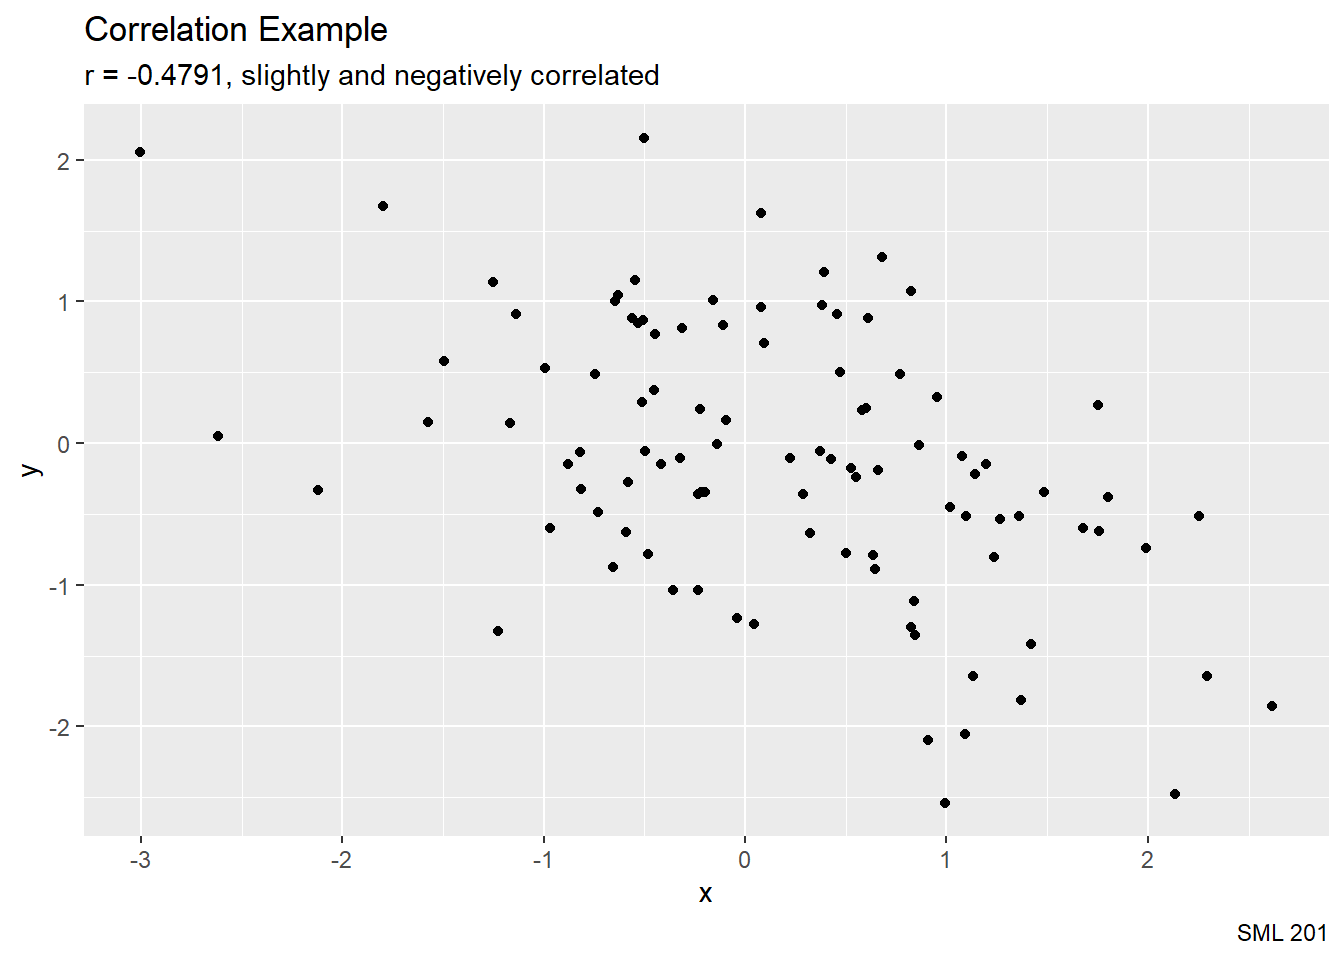 Correlation Example
r = -0.4791, slightly and negatively correlated
2
1
0
-1
-2
y
-3 -2 -1 0 1 2
x
SML 201